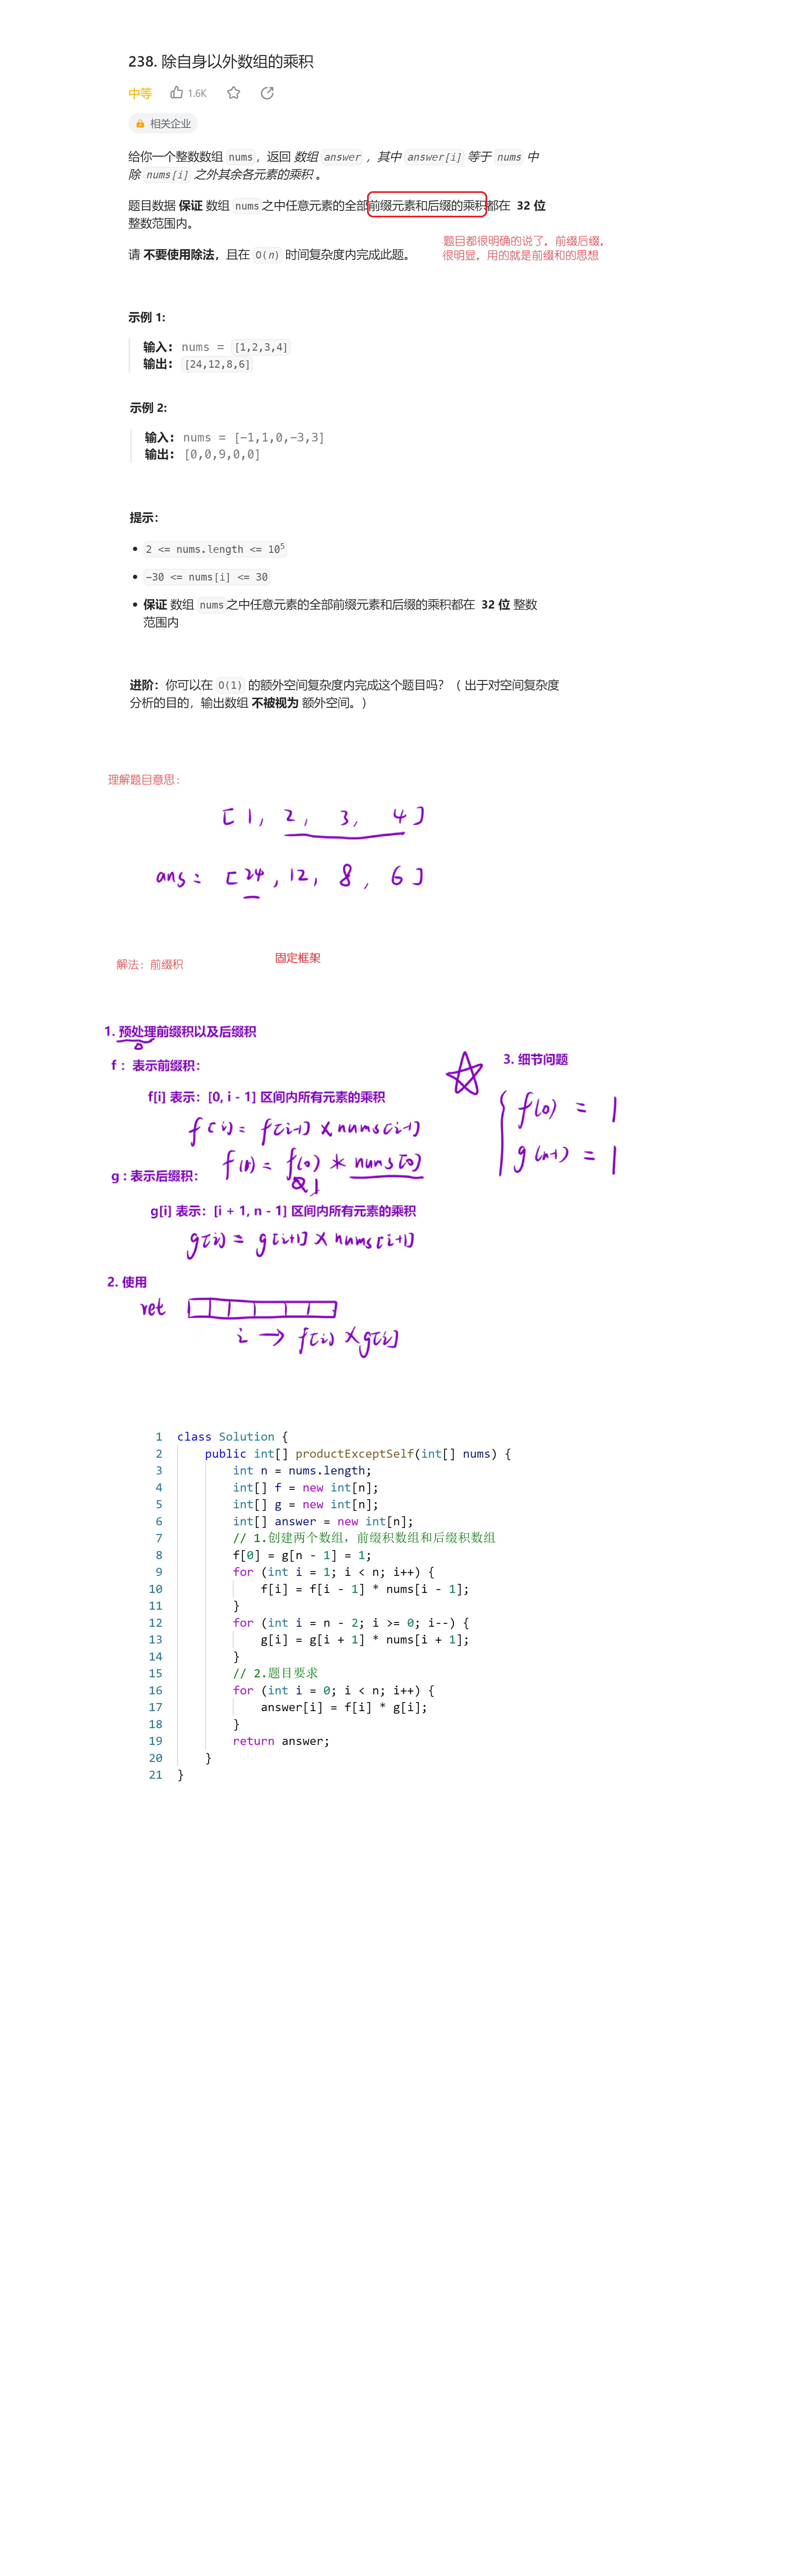 238. 除自身以外数组的乘积
中等 1.6K
相关企业
给你一个整数数组 nums，返回 数组 answer ，其中 answer[i] 等于 nums 中
除 nums[i] 之外其余各元素的乘积 。
题目数据 保证 数组 nums之中任意元素的全部前缀元素和后缀的乘积都在 32 位
整数范围内。
题目都很明确的说了，前缀后缀，
很明显，用的就是前缀和的思想
请 不要使用除法，且在 O(n) 时间复杂度内完成此题。
示例 1:
输入: nums = [1,2,3,4]
输出: [24,12,8,6]
示例 2:
输入: nums = [-1,1,0,-3,3]
输出: [0,0,9,0,0]
提示：
• 2 <= nums.length <= 10⁵
• -30 <= nums[i] <= 30
• 保证 数组 nums之中任意元素的全部前缀元素和后缀的乘积都在 32 位 整数
范围内
进阶：你可以在 O(1) 的额外空间复杂度内完成这个题目吗？（ 出于对空间复杂度
分析的目的，输出数组 不被视为 额外空间。）
理解题目意思：
[ 1, 2, 3, 4 ]
ans: [24, 12, 8, 6 ]
解法：前缀积
固定框架
1. 预处理前缀积以及后缀积
f ：表示前缀积：
f[i] 表示：[0, i - 1] 区间内所有元素的乘积
f[i] = f[i-1] × nums[i-1]
f(1) = f(0) * nums[0]
1
g : 表示后缀积：
g[i] 表示：[i + 1, n - 1] 区间内所有元素的乘积
g[i] = g[i+1] × nums[i+1]
2. 使用
ret
i → f[i] × g[i]
3. 细节问题
f(0) = 1
g(n-1) = 1
1 class Solution {
2 public int[] productExceptSelf(int[] nums) {
3 int n = nums.length;
4 int[] f = new int[n];
5 int[] g = new int[n];
6 int[] answer = new int[n];
7 // 1.创建两个数组，前缀积数组和后缀积数组
8 f[0] = g[n - 1] = 1;
9 for (int i = 1; i < n; i++) {
10 f[i] = f[i - 1] * nums[i - 1];
11 }
12 for (int i = n - 2; i >= 0; i--) {
13 g[i] = g[i + 1] * nums[i + 1];
14 }
15 // 2.题目要求
16 for (int i = 0; i < n; i++) {
17 answer[i] = f[i] * g[i];
18 }
19 return answer;
20 }
21 }